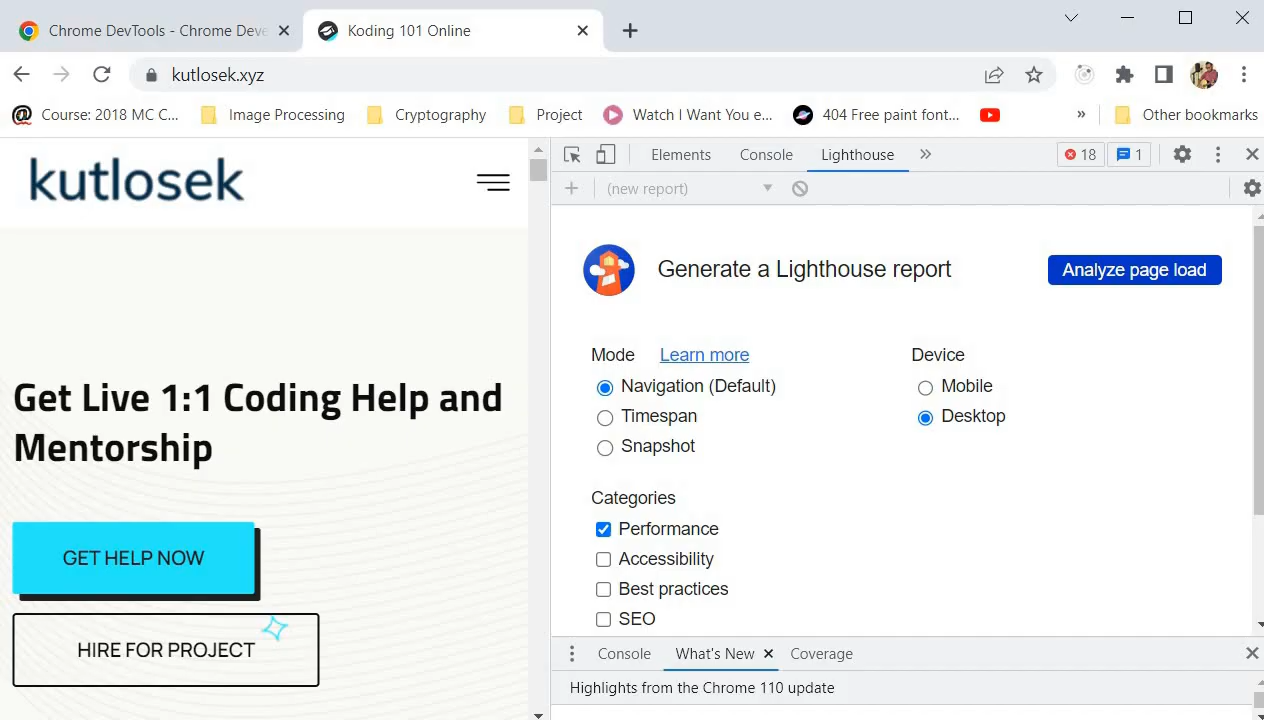 Chrome DevTools - Chrome Deve
Koding 101 Online
kutlosek.xyz
Course: 2018 MC C...
Image Processing
Cryptography
Project
Watch I Want You e...
404 Free paint font...
»
Other bookmarks
kutlosek
Get Live 1:1 Coding Help and
Mentorship
GET HELP NOW
HIRE FOR PROJECT
Elements
Console
Lighthouse
»
18
1
(new report)
Generate a Lighthouse report
Analyze page load
Mode
Learn more
Device
Navigation (Default)
Mobile
Timespan
Desktop
Snapshot
Categories
Performance
Accessibility
Best practices
SEO
Console
What's New
Coverage
Highlights from the Chrome 110 update